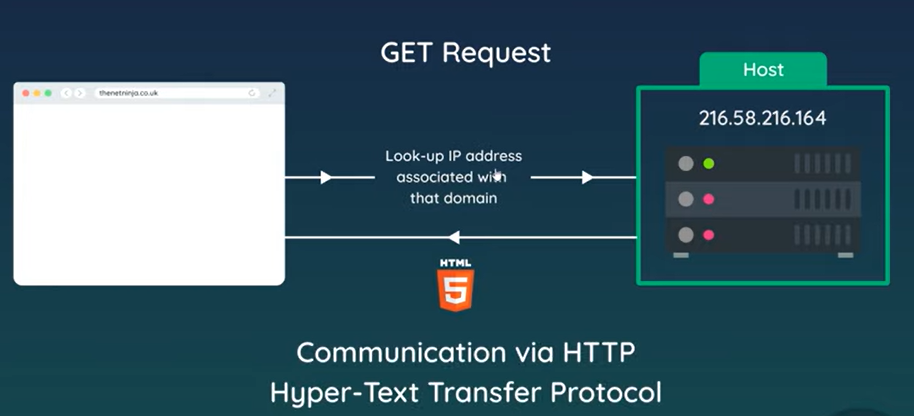 GET Request
Host
thenetninja.co.uk
216.58.216.164
Look-up IP address
associated with
that domain
HTML
5
Communication via HTTP
Hyper-Text Transfer Protocol